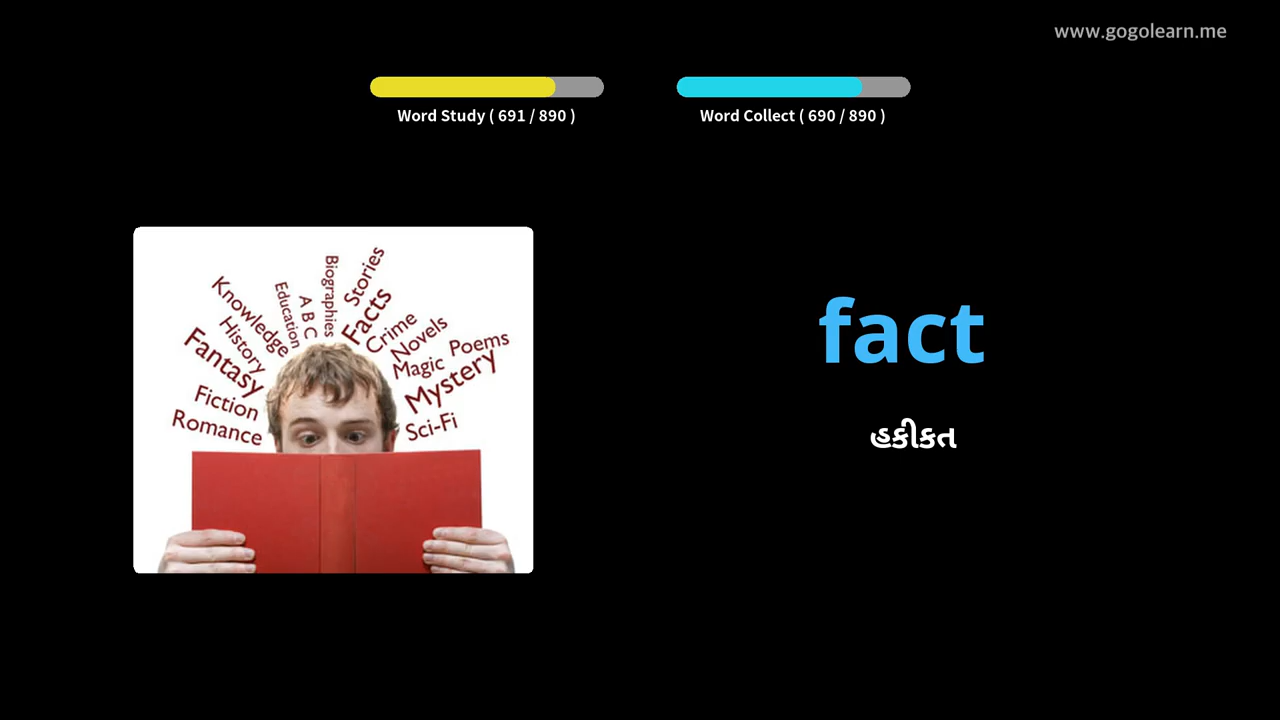 www.gogolearn.me
Word Study ( 691 / 890 )
Word Collect ( 690 / 890 )
Biographies
Stories
Education
A B C
Facts
Knowledge
Crime
History
Novels
Poems
Fantasy
Magic
Mystery
Fiction
Romance
Sci-Fi
fact
હકીકત